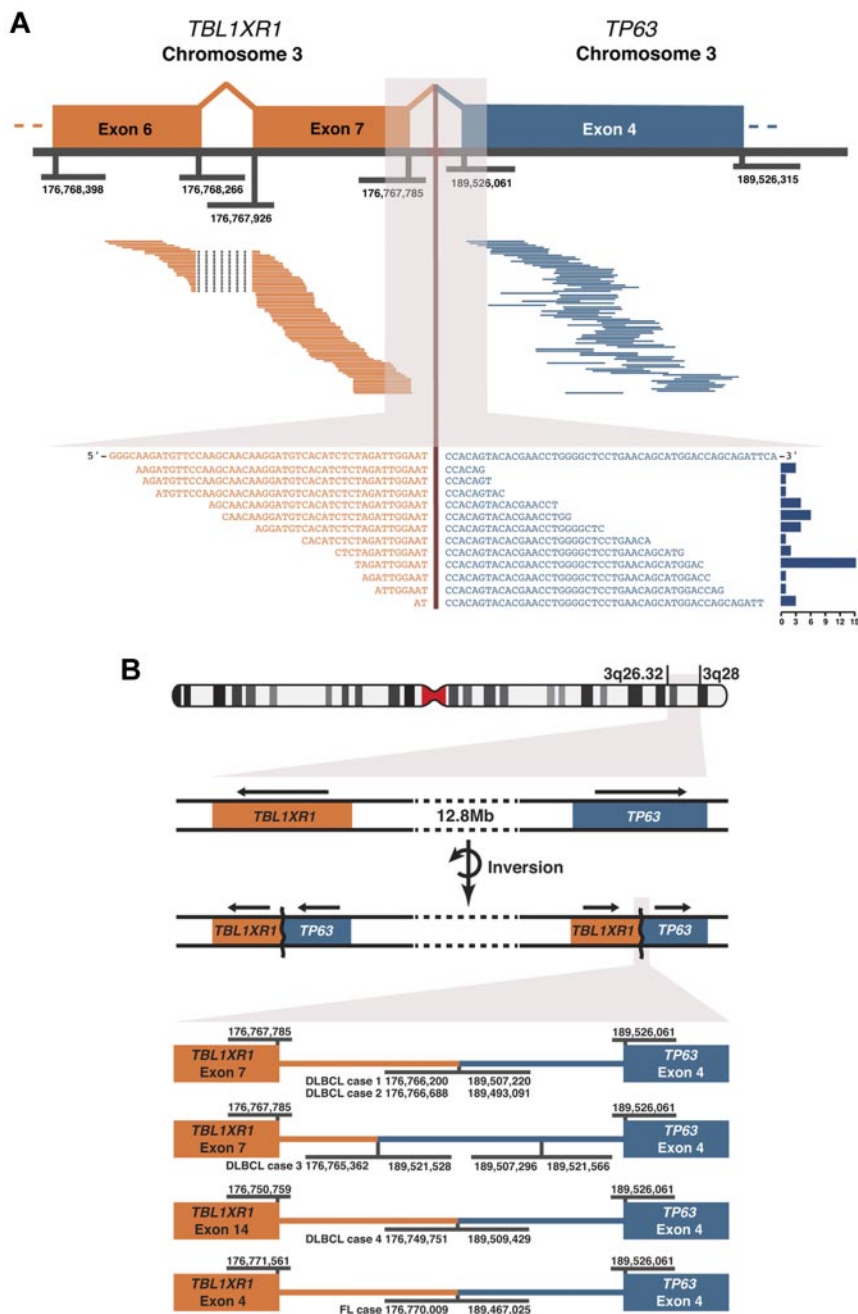 A
TBL1XR1
Chromosome 3
TP63
Chromosome 3
Exon 6
Exon 7
Exon 4
176,768,398
176,768,266
176,767,926
176,767,785
189,526,061
189,526,315
5'-GGGCAAGATGTTCCAAGCAACAAGGATGTCACATCTCTAGATTGGAAT CCACAGTACACGAACCTGGGGCTCCTGAACAGCATGGACCAGCAGATTCA-3'
AAGATGTTCCAAGCAACAAGGATGTCACATCTCTAGATTGGAAT CCACAG
AGATGTTCCAAGCAACAAGGATGTCACATCTCTAGATTGGAAT CCACAGT
ATGTTCCAAGCAACAAGGATGTCACATCTCTAGATTGGAAT CCACAGTAC
AGCAACAAGGATGTCACATCTCTAGATTGGAAT CCACAGTACACGAACCT
CAACAAGGATGTCACATCTCTAGATTGGAAT CCACAGTACACGAACCTGG
AGGATGTCACATCTCTAGATTGGAAT CCACAGTACACGAACCTGGGGCTC
CACATCTCTAGATTGGAAT CCACAGTACACGAACCTGGGGCTCCTGAACA
CTCTAGATTGGAAT CCACAGTACACGAACCTGGGGCTCCTGAACAGCATG
TAGATTGGAAT CCACAGTACACGAACCTGGGGCTCCTGAACAGCATGGAC
AGATTGGAAT CCACAGTACACGAACCTGGGGCTCCTGAACAGCATGGACC
ATTGGAAT CCACAGTACACGAACCTGGGGCTCCTGAACAGCATGGACCAG
AT CCACAGTACACGAACCTGGGGCTCCTGAACAGCATGGACCAGCAGATT
0 3 6 9 12 15
B
3q26.32
3q28
TBL1XR1
12.8Mb
TP63
Inversion
TBL1XR1 TP63
TBL1XR1 TP63
176,767,785
189,526,061
TBL1XR1
Exon 7
TP63
Exon 4
DLBCL case 1 176,766,200 189,507,220
DLBCL case 2 176,766,688 189,493,091
176,767,785
189,526,061
TBL1XR1
Exon 7
TP63
Exon 4
DLBCL case 3 176,765,362 189,521,528 189,507,296 189,521,566
176,750,759
189,526,061
TBL1XR1
Exon 14
TP63
Exon 4
DLBCL case 4 176,749,751 189,509,429
176,771,561
189,526,061
TBL1XR1
Exon 4
TP63
Exon 4
FL case 176,770,009 189,467,025